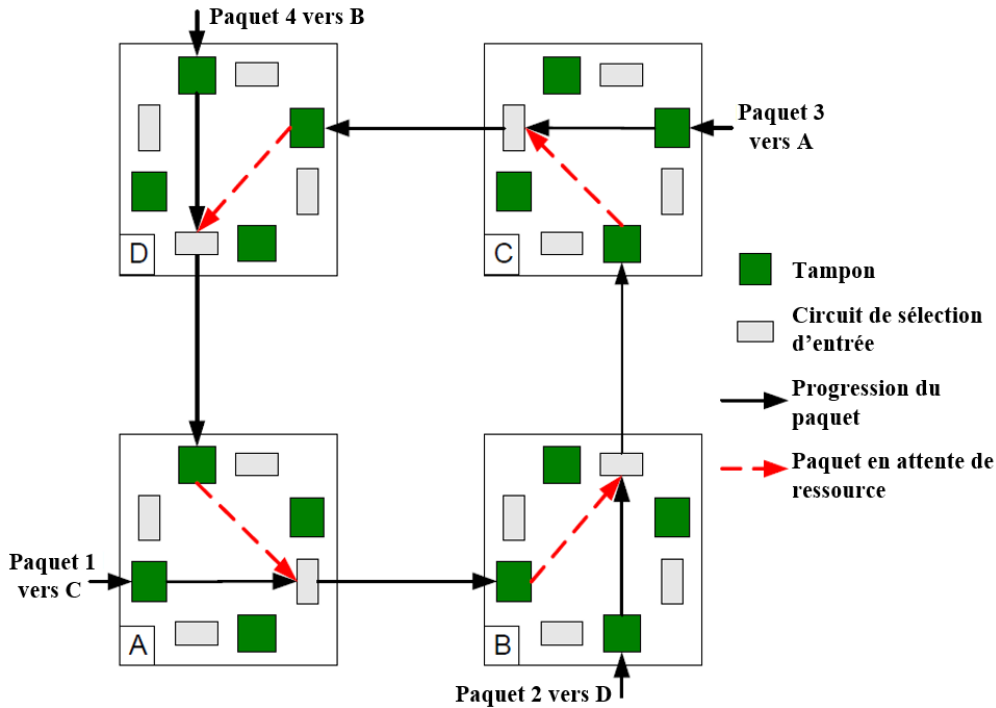 Paquet 4 vers B
Paquet 3
vers A
D
C
Tampon
Circuit de sélection
d'entrée
Progression du
paquet
Paquet en attente de
ressource
Paquet 1
vers C
A
B
Paquet 2 vers D